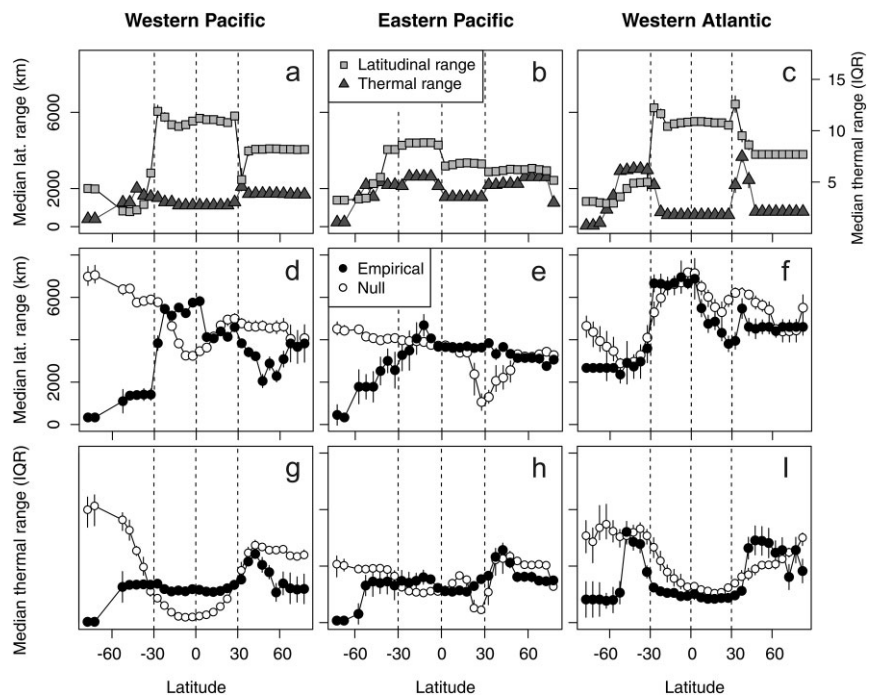 Western Pacific
Eastern Pacific
Western Atlantic
Median lat. range (km)
6000
2000
0
a
Latitudinal range
Thermal range
b
c
15
10
5
Median thermal range (IQR)
Median lat. range (km)
6000
2000
0
d
Empirical
Null
e
f
Median thermal range (IQR)
g
h
I
-60 -30 0 30 60
-60 -30 0 30 60
-60 -30 0 30 60
Latitude
Latitude
Latitude